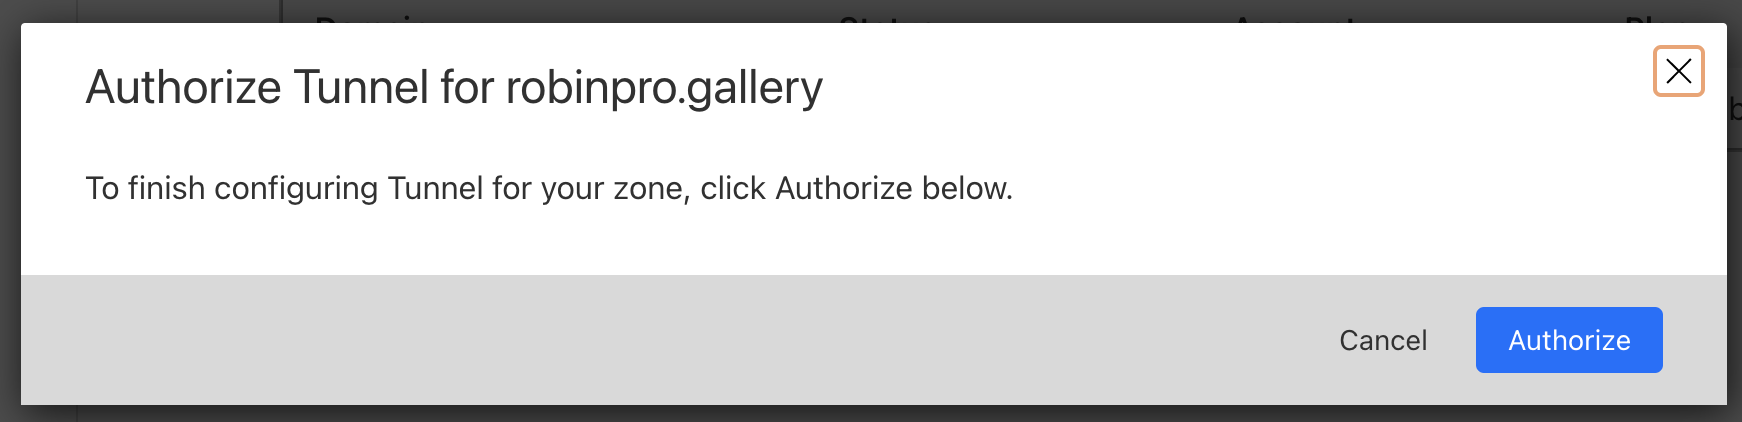 Authorize Tunnel for robinpro.gallery
To finish configuring Tunnel for your zone, click Authorize below.
Cancel
Authorize